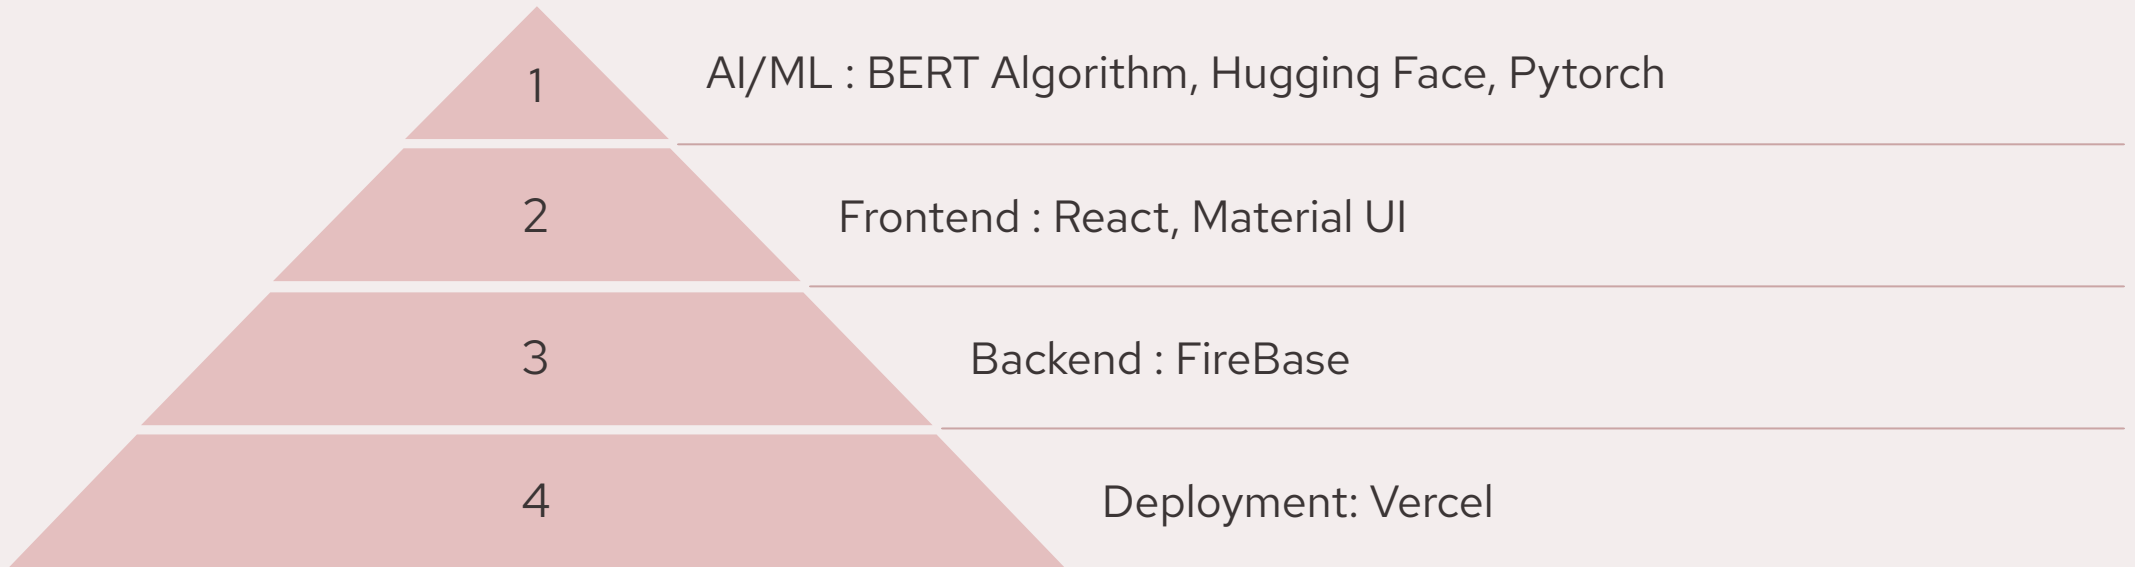 1
AI/ML : BERT Algorithm, Hugging Face, Pytorch
2
Frontend : React, Material UI
3
Backend : FireBase
4
Deployment: Vercel